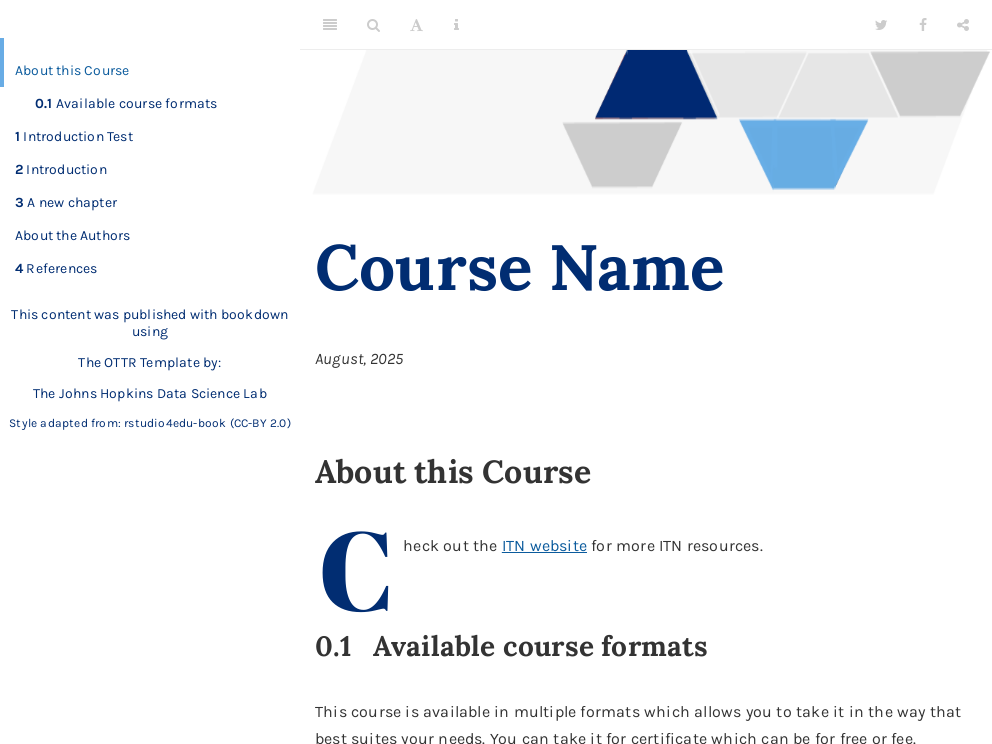 About this Course
0.1 Available course formats
1 Introduction Test
2 Introduction
3 A new chapter
About the Authors
4 References
This content was published with bookdown
using
The OTTR Template by:
The Johns Hopkins Data Science Lab
Style adapted from: rstudio4edu-book (CC-BY 2.0)
A
Course Name
August, 2025
About this Course
Check out the ITN website for more ITN resources.
0.1 Available course formats
This course is available in multiple formats which allows you to take it in the way that
best suites your needs. You can take it for certificate which can be for free or fee.